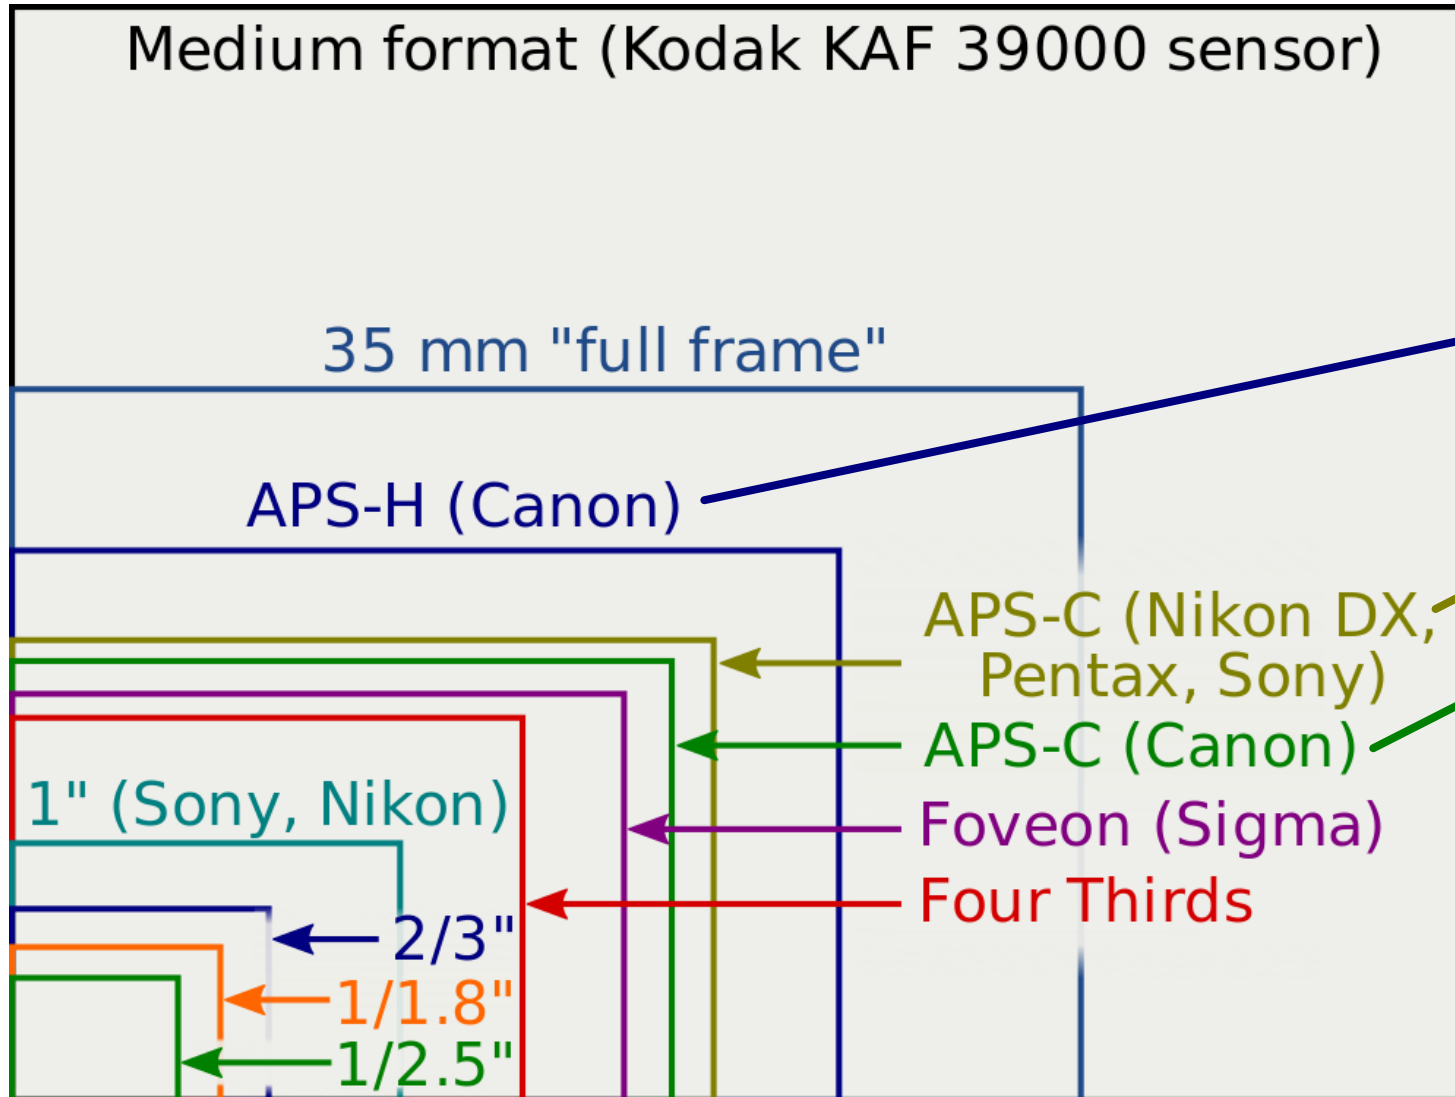 Medium format (Kodak KAF 39000 sensor)
35 mm "full frame"
APS-H (Canon)
APS-C (Nikon DX,
Pentax, Sony)
APS-C (Canon)
1" (Sony, Nikon)
Foveon (Sigma)
Four Thirds
2/3"
1/1.8"
1/2.5"